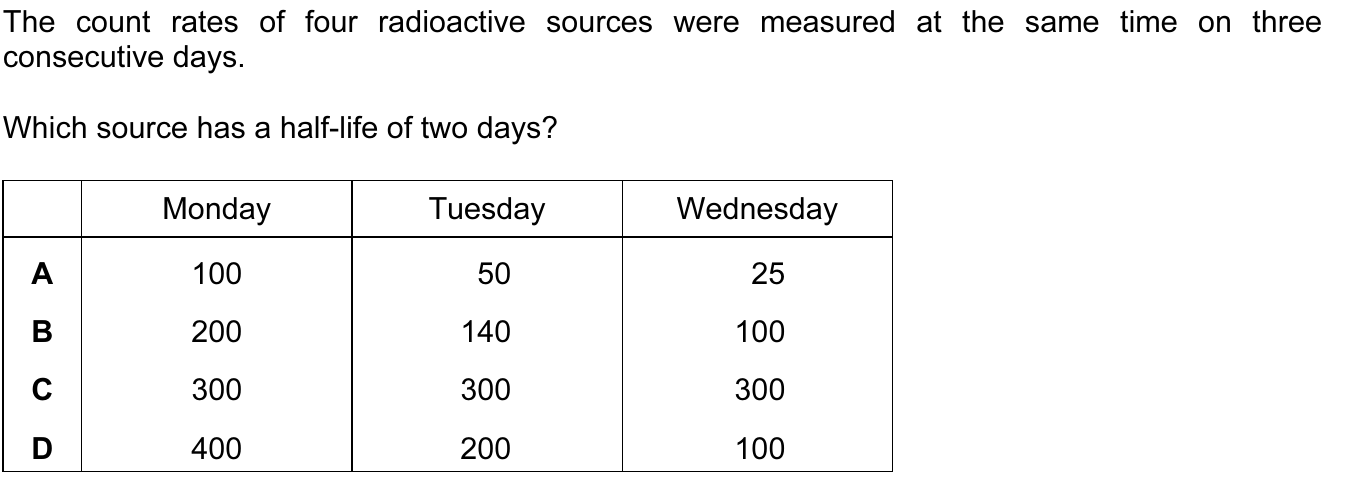 The count rates of four radioactive sources were measured at the same time on three
consecutive days.
Which source has a half-life of two days?
Monday Tuesday Wednesday
A 100 50 25
B 200 140 100
C 300 300 300
D 400 200 100